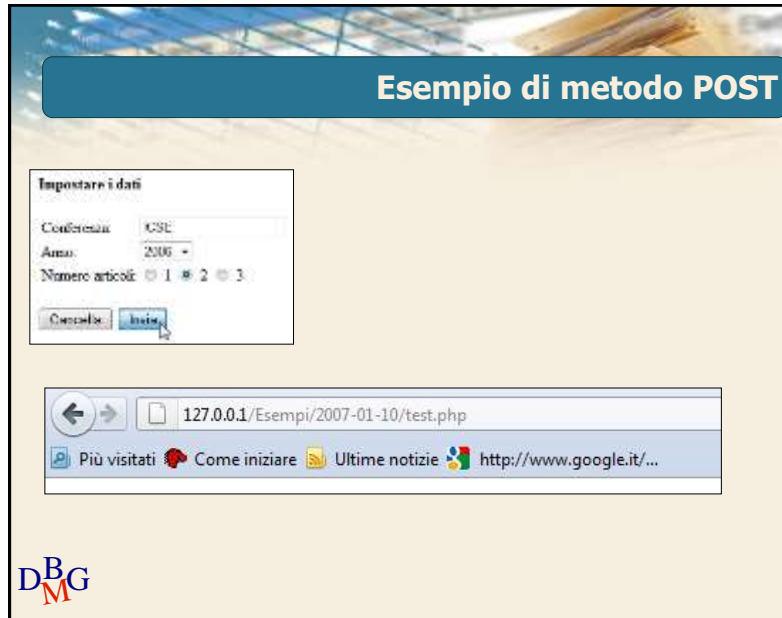 Esempio di metodo POST
Impostare i dati
Conferenza: ICSE
Anno: 2006
Numero articoli: 1 2 3
Cancella Invia
127.0.0.1/Esempi/2007-01-10/test.php
Più visitati Come iniziare Ultime notizie http://www.google.it/...
DBMG